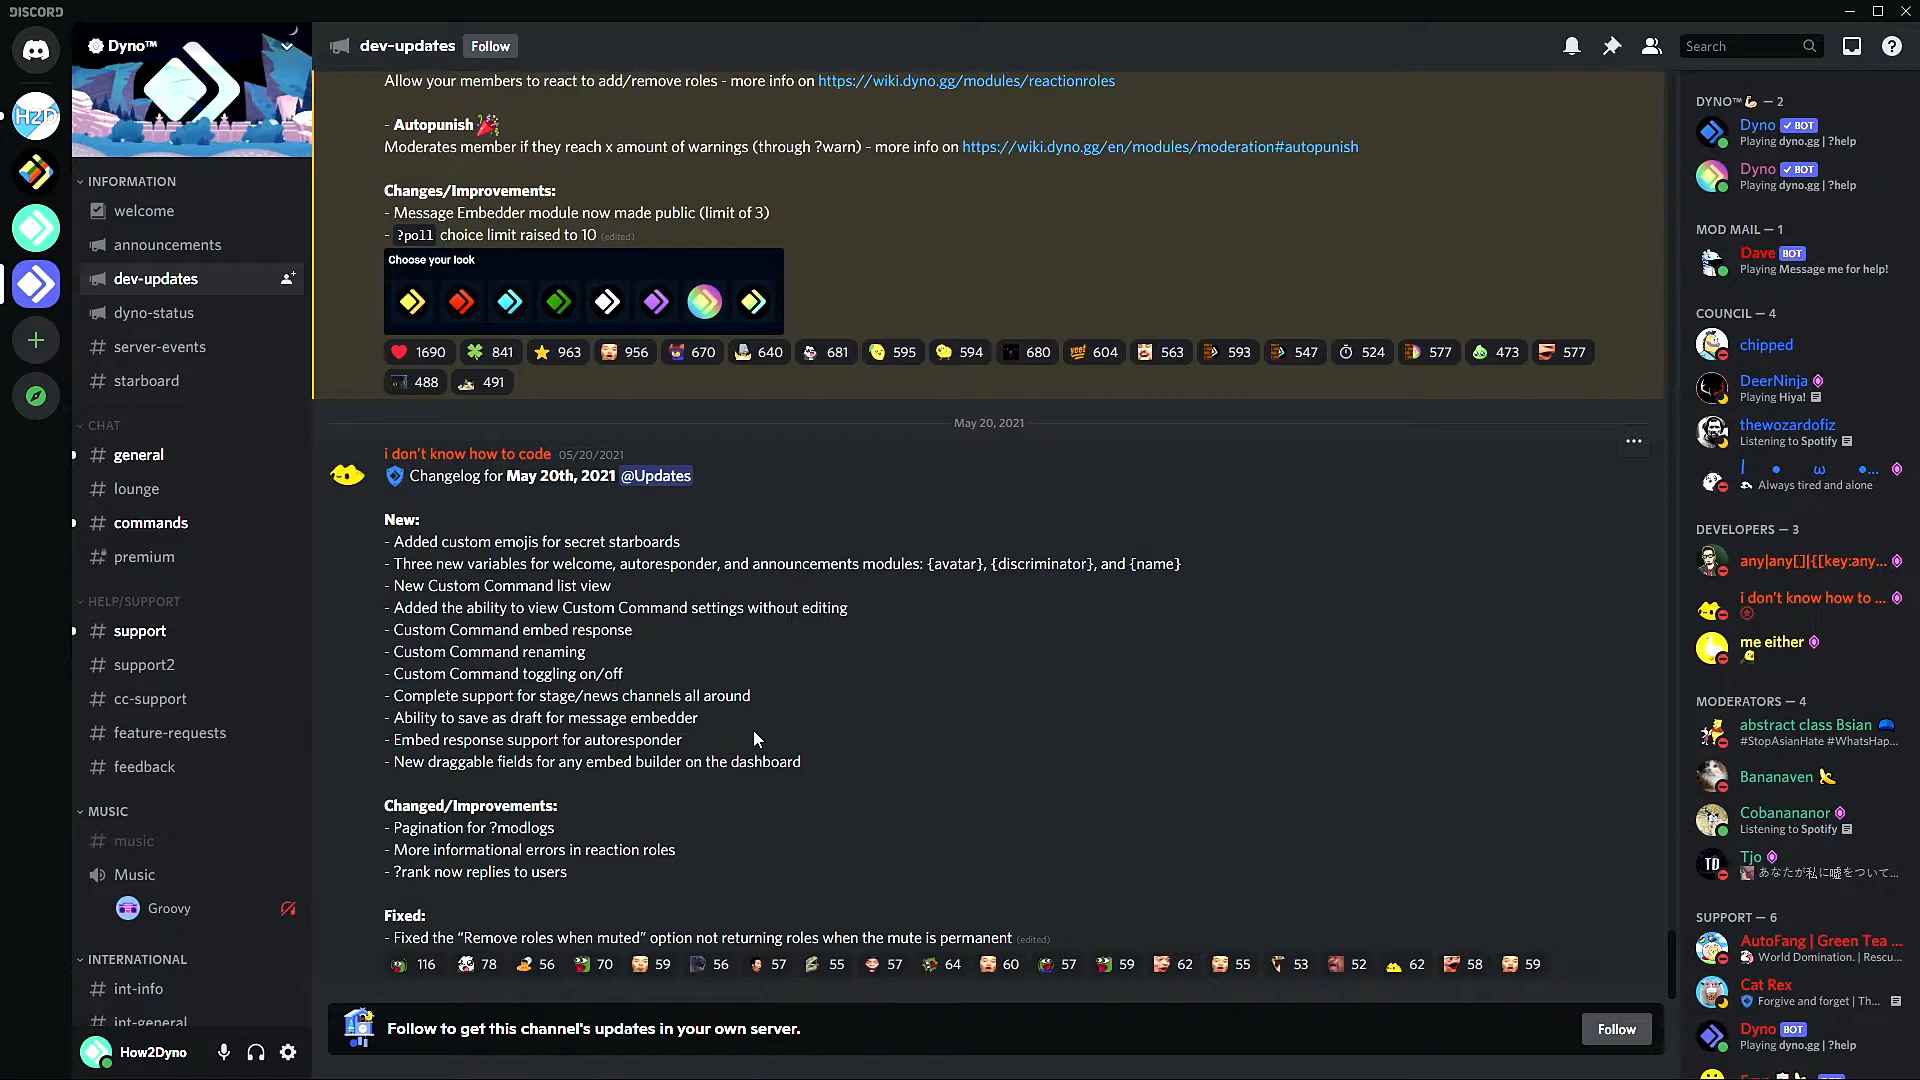 DISCORD
Dyno™
dev-updates
Follow
Search
H2D
INFORMATION
welcome
announcements
dev-updates
dyno-status
server-events
starboard
CHAT
general
lounge
commands
premium
HELP/SUPPORT
support
support2
cc-support
feature-requests
feedback
MUSIC
music
Music
Groovy
INTERNATIONAL
int-info
int-general
How2Dyno
Allow your members to react to add/remove roles - more info on https://wiki.dyno.gg/modules/reactionroles
- Autopunish
Moderates member if they reach x amount of warnings (through ?warn) - more info on https://wiki.dyno.gg/en/modules/moderation#autopunish
Changes/Improvements:
- Message Embedder module now made public (limit of 3)
- ?poll choice limit raised to 10 (edited)
Choose your look
1690 841 963 956 670 640 681 595 594 680 604 563 593 547 524 577 473 577
488 491
May 20, 2021
i don't know how to code 05/20/2021
Changelog for May 20th, 2021 @Updates
New:
- Added custom emojis for secret starboards
- Three new variables for welcome, autoresponder, and announcements modules: {avatar}, {discriminator}, and {name}
- New Custom Command list view
- Added the ability to view Custom Command settings without editing
- Custom Command embed response
- Custom Command renaming
- Custom Command toggling on/off
- Complete support for stage/news channels all around
- Ability to save as draft for message embedder
- Embed response support for autoresponder
- New draggable fields for any embed builder on the dashboard
Changed/Improvements:
- Pagination for ?modlogs
- More informational errors in reaction roles
- ?rank now replies to users
Fixed:
- Fixed the “Remove roles when muted” option not returning roles when the mute is permanent (edited)
116 78 56 70 59 56 57 55 57 64 60 57 59 62 55 53 52 62 58 59
Follow to get this channel's updates in your own server.
Follow
DYNO™ — 2
Dyno BOT
Playing dyno.gg | ?help
Dyno BOT
Playing dyno.gg | ?help
MOD MAIL — 1
Dave BOT
Playing Message me for help!
COUNCIL — 4
chipped
DeerNinja
Playing Hiya!
thewozardofiz
Listening to Spotify
Always tired and alone
DEVELOPERS — 3
any|any[]|{[key:any...
i don't know how to ...
me either
MODERATORS — 4
abstract class Bsian
#StopAsianHate #WhatsHap...
Bananaven
Cobanananor
Listening to Spotify
TD
Tjo
あなたが私に嘘をついて...
SUPPORT — 6
AutoFang | Green Tea ...
World Domination. | Rescu...
Cat Rex
Forgive and forget | Th...
Dyno BOT
Playing dyno.gg | ?help